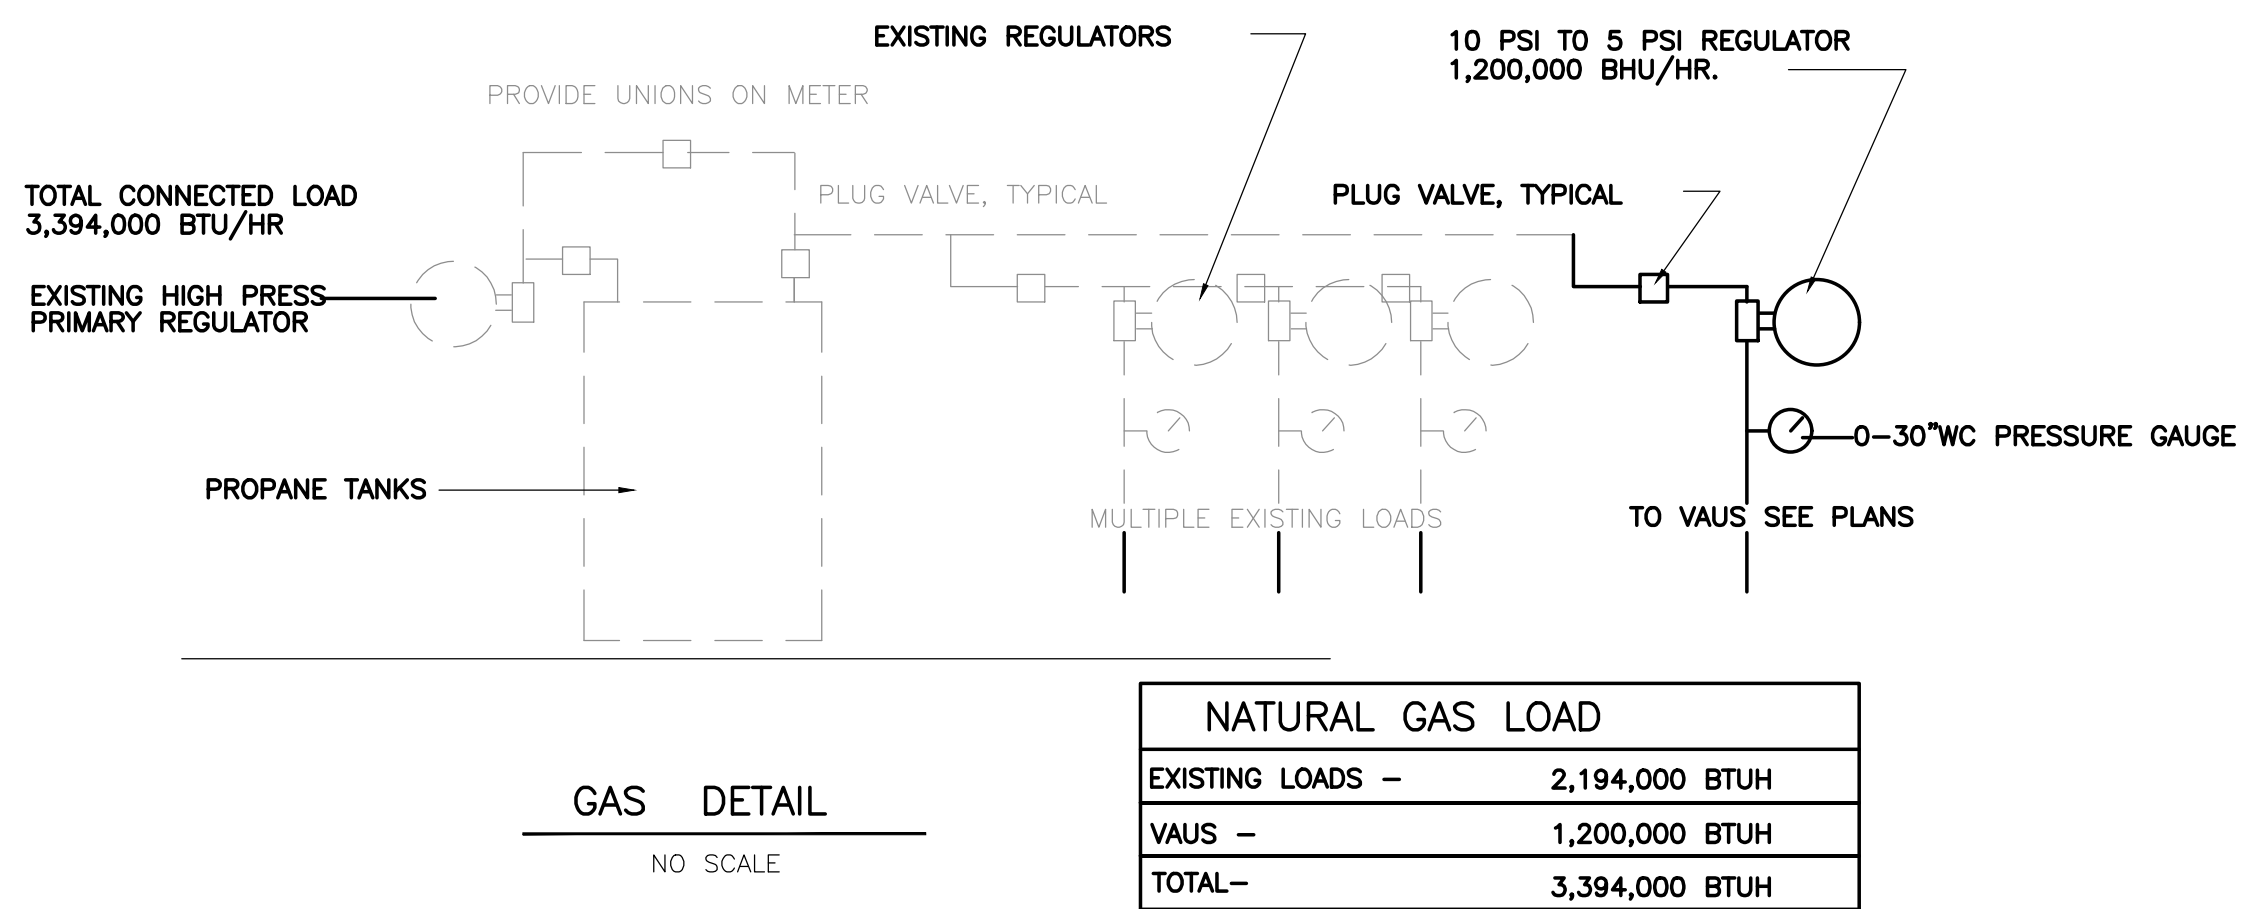 EXISTING REGULATORS
10 PSI TO 5 PSI REGULATOR
1,200,000 BHU/HR.
PROVIDE UNIONS ON METER
TOTAL CONNECTED LOAD
3,394,000 BTU/HR
PLUG VALVE, TYPICAL
PLUG VALVE, TYPICAL
EXISTING HIGH PRESS
PRIMARY REGULATOR
0-30"WC PRESSURE GAUGE
PROPANE TANKS
MULTIPLE EXISTING LOADS
TO VAUS SEE PLANS
GAS DETAIL
NO SCALE
NATURAL GAS LOAD
EXISTING LOADS - 2,194,000 BTUH
VAUS - 1,200,000 BTUH
TOTAL- 3,394,000 BTUH